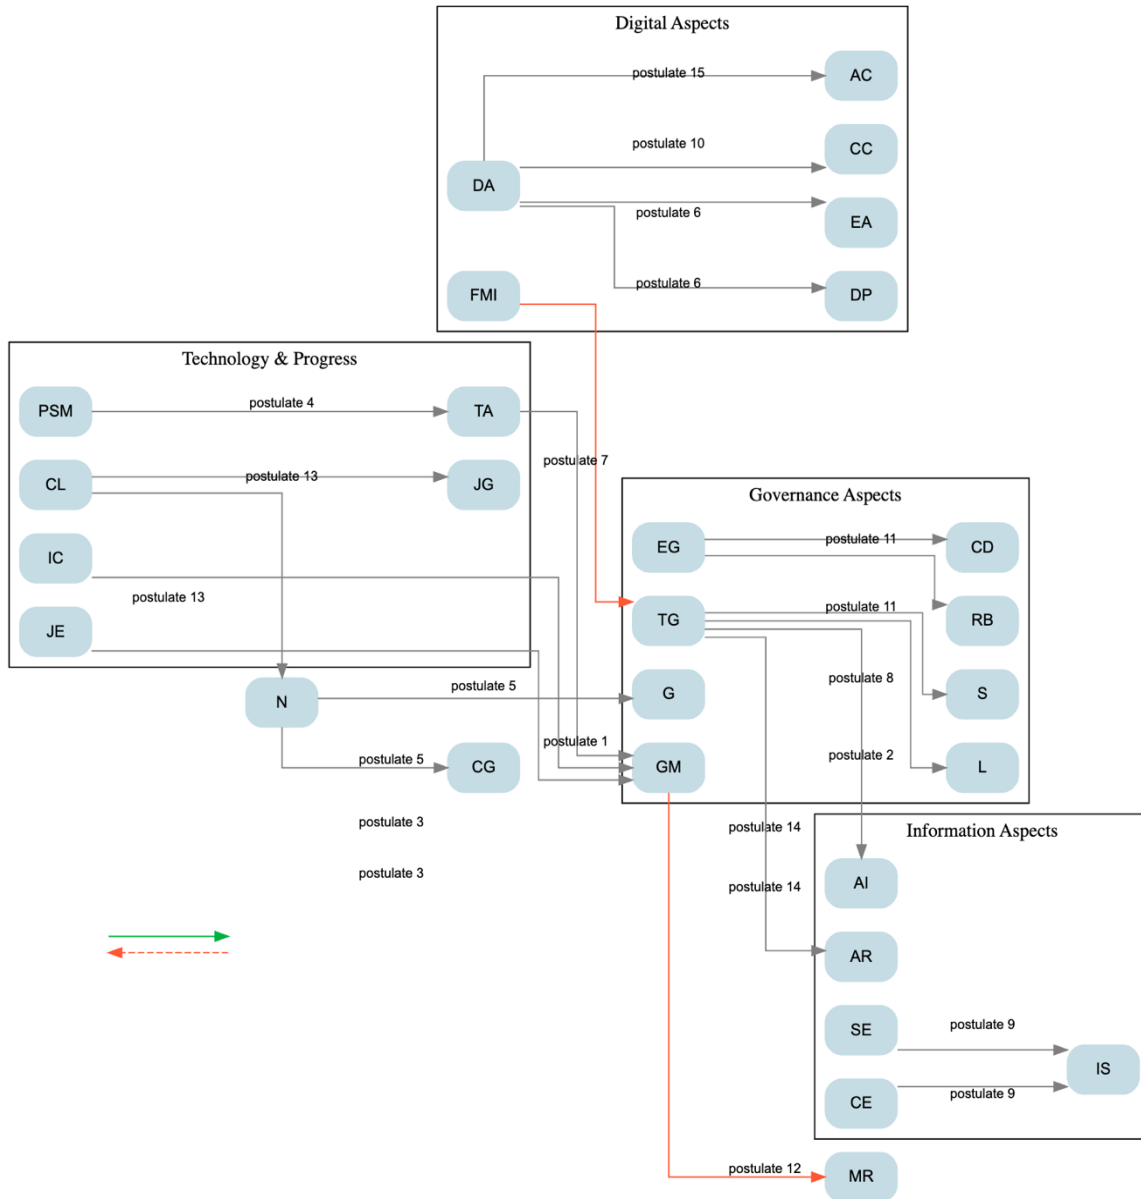 Digital Aspects
postulate 15
AC
postulate 10
CC
DA
postulate 6
EA
postulate 6
DP
FMI
Technology & Progress
PSM
postulate 4
TA
CL
postulate 13
JG
postulate 7
IC
postulate 13
JE
Governance Aspects
EG
postulate 11
CD
TG
postulate 11
RB
postulate 8
S
N
postulate 5
G
postulate 1
postulate 2
GM
L
postulate 5
CG
postulate 3
postulate 3
postulate 14
postulate 14
Information Aspects
AI
AR
SE
postulate 9
IS
CE
postulate 9
postulate 12
MR